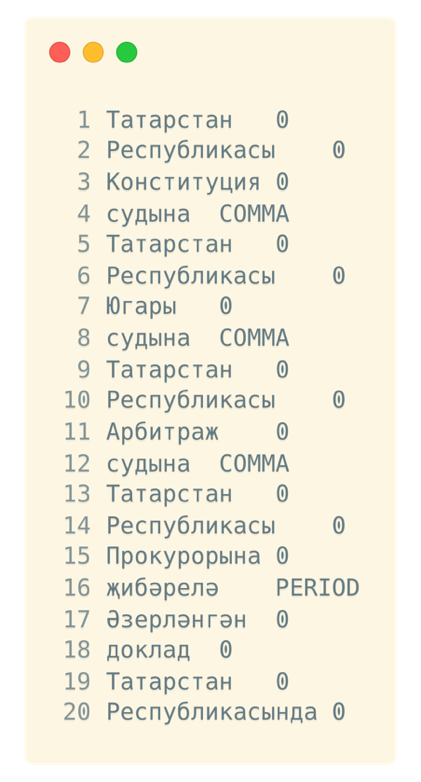 1 Татарстан 0
2 Республикасы 0
3 Конституция 0
4 судына COMMA
5 Татарстан 0
6 Республикасы 0
7 Югары 0
8 судына COMMA
9 Татарстан 0
10 Республикасы 0
11 Арбитраж 0
12 судына COMMA
13 Татарстан 0
14 Республикасы 0
15 Прокурорына 0
16 җибәрелә PERIOD
17 Әзерләнгән 0
18 доклад 0
19 Татарстан 0
20 Республикасында 0